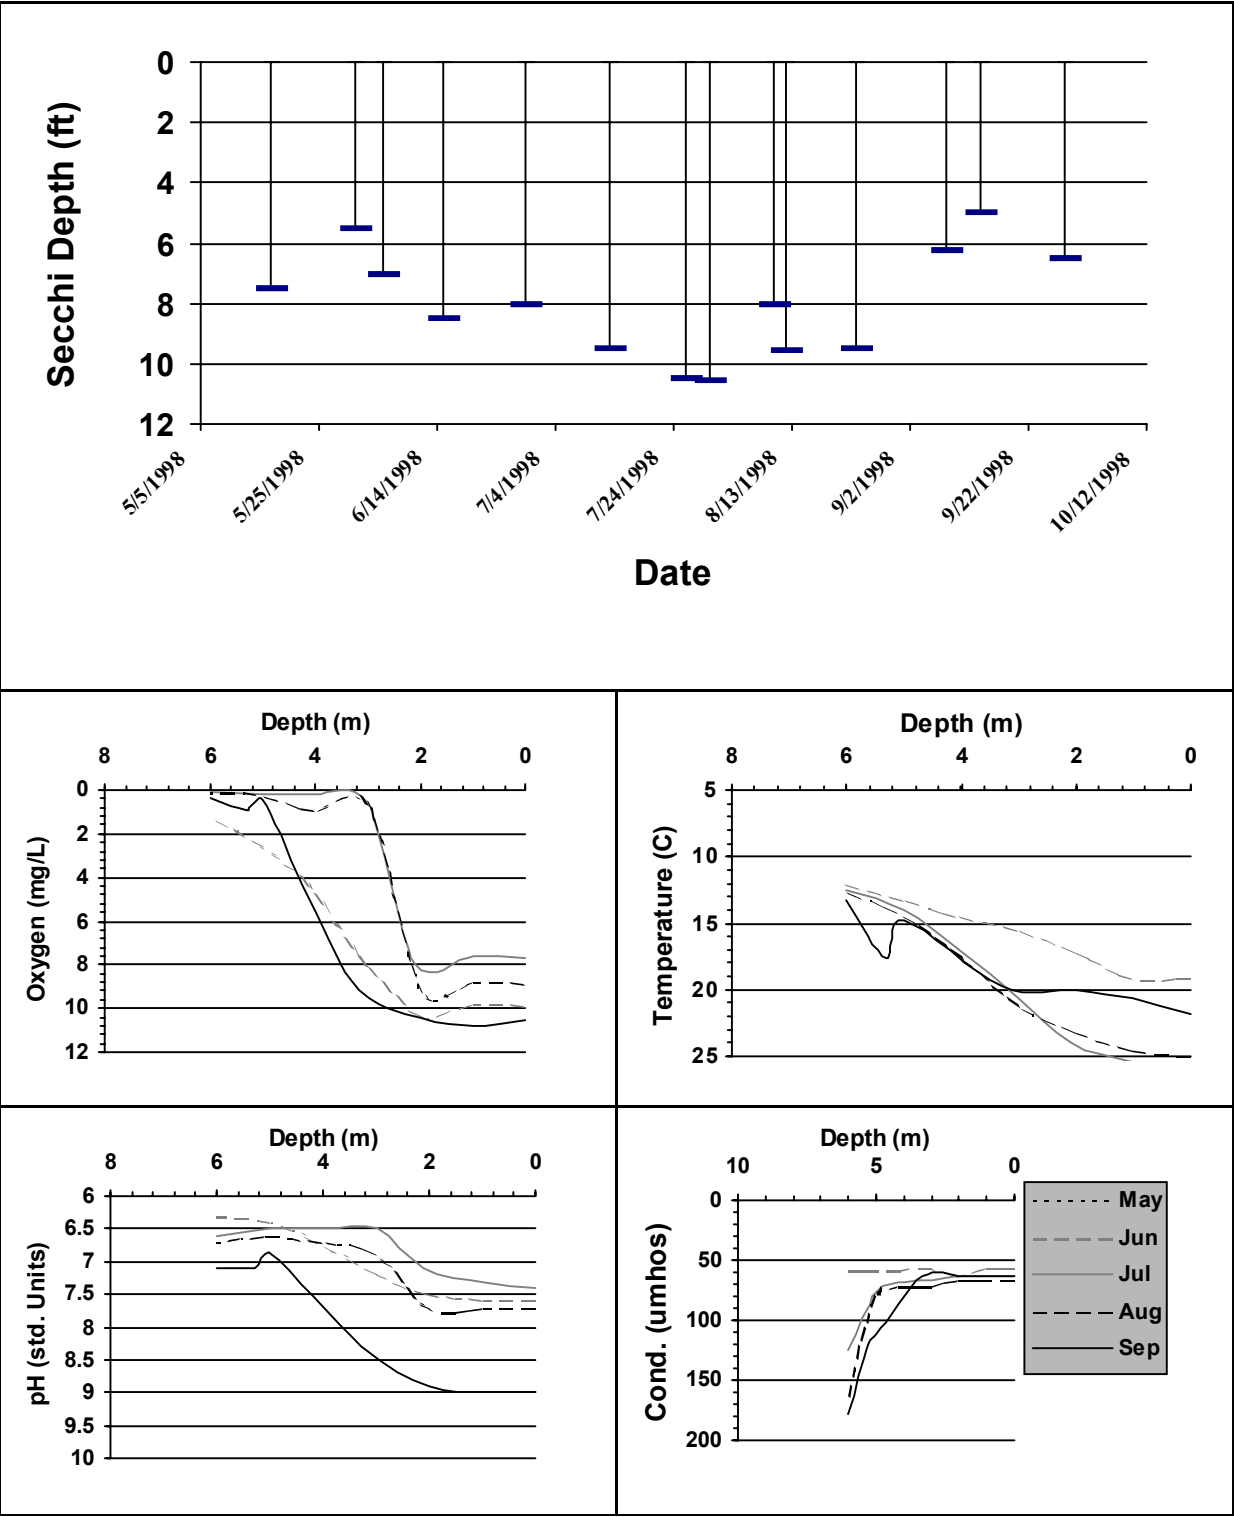 Secchi Depth (ft)
0
2
4
6
8
10
12
5/5/1998
5/25/1998
6/14/1998
7/4/1998
7/24/1998
8/13/1998
9/2/1998
9/22/1998
10/12/1998
Date
Depth (m)
8 6 4 2 0
Oxygen (mg/L)
0
2
4
6
8
10
12
Depth (m)
8 6 4 2 0
Temperature (C)
5
10
15
20
25
Depth (m)
8 6 4 2 0
pH (std. Units)
6
6.5
7
7.5
8
8.5
9
9.5
10
Depth (m)
10 5 0
Cond. (umhos)
0
50
100
150
200
May
Jun
Jul
Aug
Sep